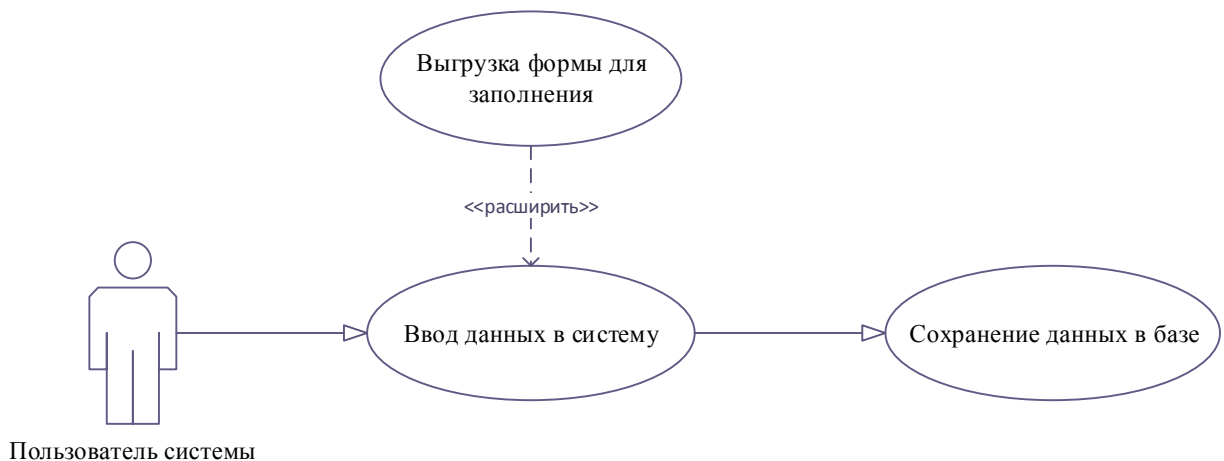 Выгрузка формы для
заполнения
<<расширить>>
Ввод данных в систему
Сохранение данных в базе
Пользователь системы